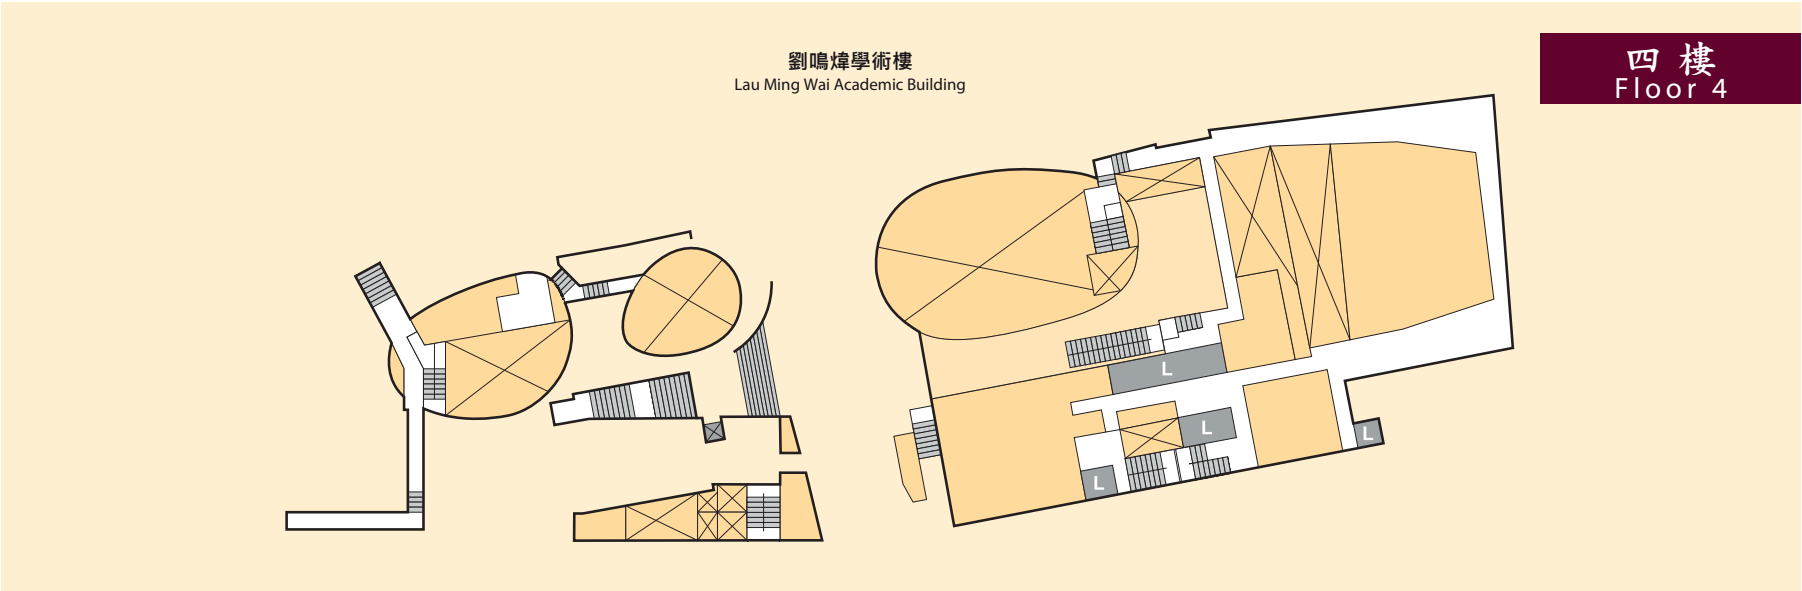 劉鳴煒學術樓
Lau Ming Wai Academic Building
四樓
Floor 4
L
L
L
L